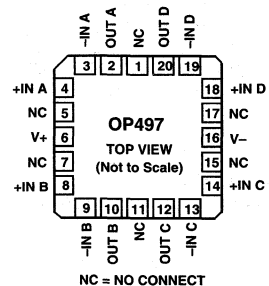 –IN A
OUT A
NC
OUT D
–IN D
3 2 1 20 19
+IN A 4
NC 5
V+ 6
NC 7
+IN B 8
OP497
TOP VIEW
(Not to Scale)
18 +IN D
17 NC
16 V–
15 NC
14 +IN C
9 10 11 12 13
–IN B
OUT B
NC
OUT C
–IN C
NC = NO CONNECT